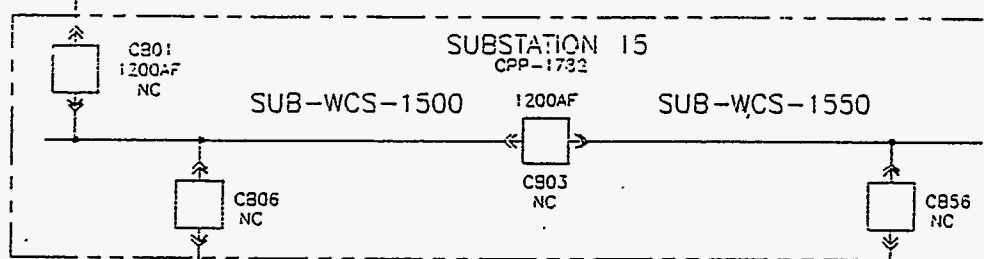 SUBSTATION 15
CPP-1782
CB01
1200AF
NC
SUB-WCS-1500
1200AF
SUB-WCS-1550
CB03
NC
CB06
NC
CB56
NC